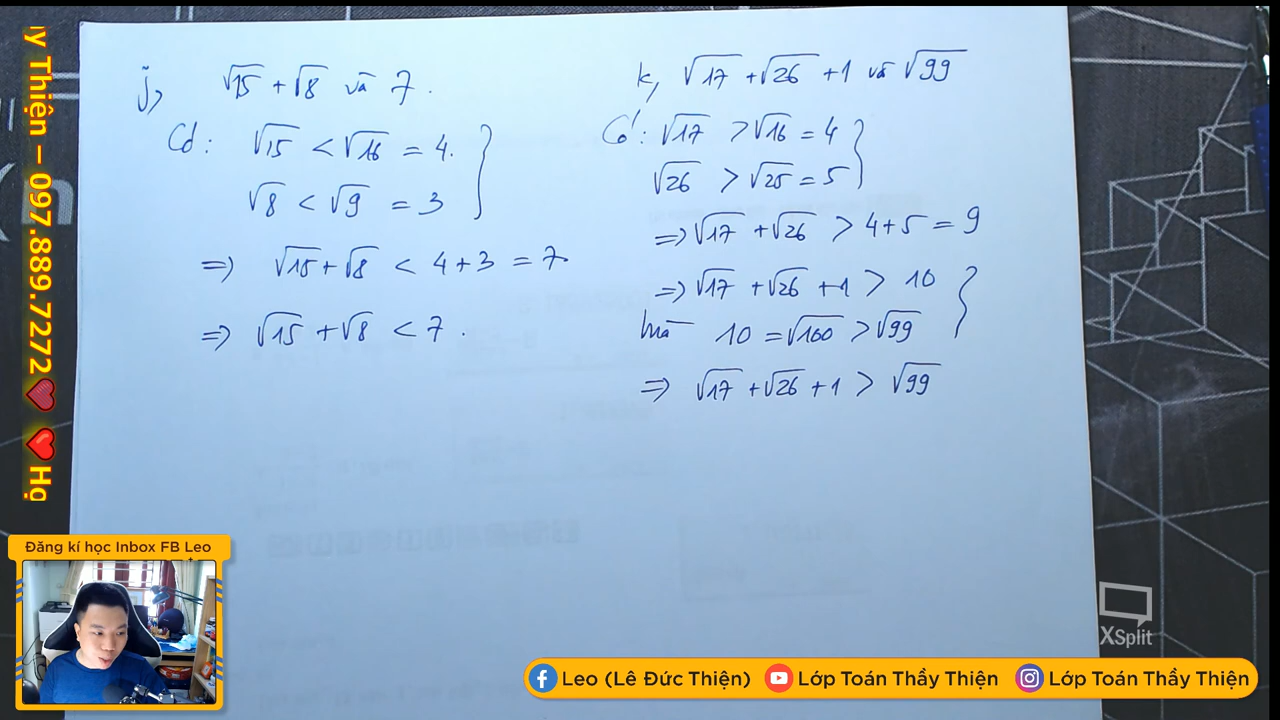 j, √15 + √8 và 7.
Có: √15 < √16 = 4.
√8 < √9 = 3
=> √15 + √8 < 4 + 3 = 7.
=> √15 + √8 < 7.
k, √17 + √26 + 1 và √99
Có: √17 > √16 = 4
√26 > √25 = 5
=> √17 + √26 > 4 + 5 = 9
=> √17 + √26 + 1 > 10
mà 10 = √100 > √99
=> √17 + √26 + 1 > √99
y Thiện – 097.889.7272 ❤ ❤ Họ
Đăng kí học Inbox FB Leo
XSplit
Leo (Lê Đức Thiện) Lớp Toán Thầy Thiện Lớp Toán Thầy Thiện